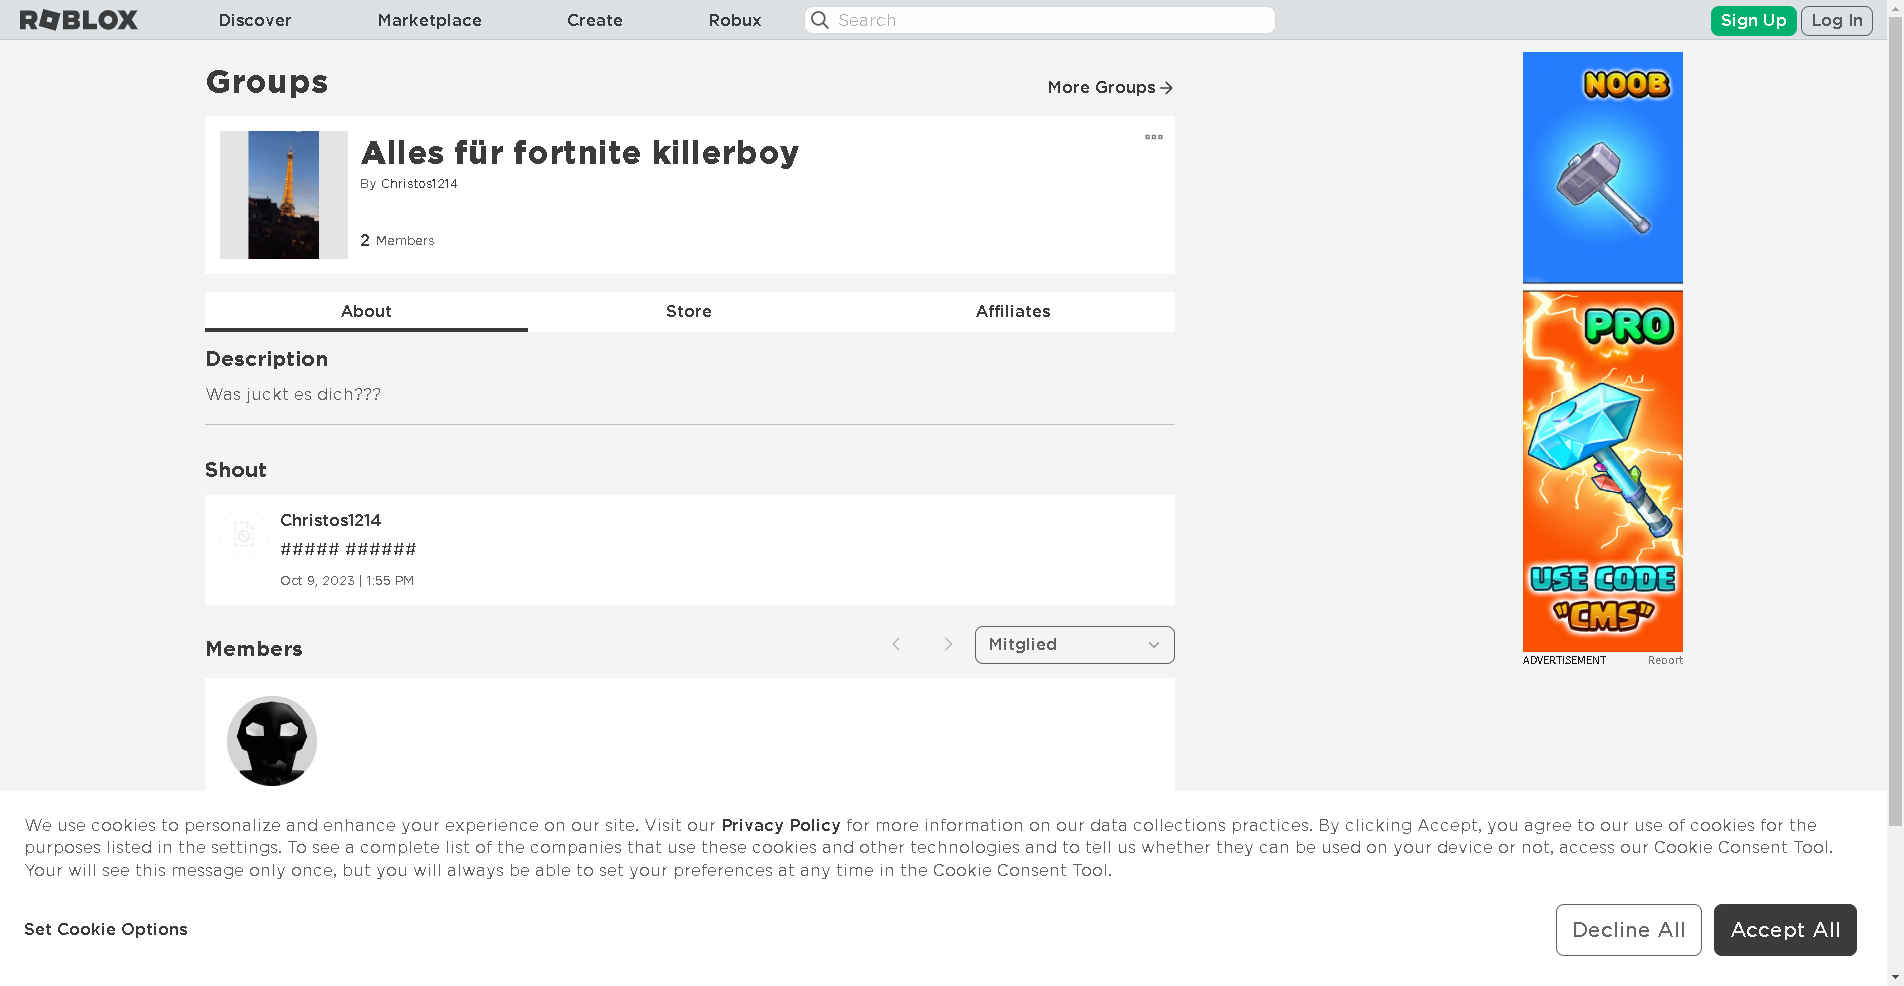 ROBLOX
Discover
Marketplace
Create
Robux
Search
Sign Up
Log In
Groups
More Groups
Alles für fortnite killerboy
By Christos1214
2 Members
About
Store
Affiliates
Description
Was juckt es dich???
Shout
Christos1214
##### ######
Oct 9, 2023 | 1:55 PM
Members
Mitglied
NOOB
PRO
USE CODE
"CMS"
ADVERTISEMENT
Report
We use cookies to personalize and enhance your experience on our site. Visit our Privacy Policy for more information on our data collections practices. By clicking Accept, you agree to our use of cookies for the
purposes listed in the settings. To see a complete list of the companies that use these cookies and other technologies and to tell us whether they can be used on your device or not, access our Cookie Consent Tool.
Your will see this message only once, but you will always be able to set your preferences at any time in the Cookie Consent Tool.
Set Cookie Options
Decline All
Accept All